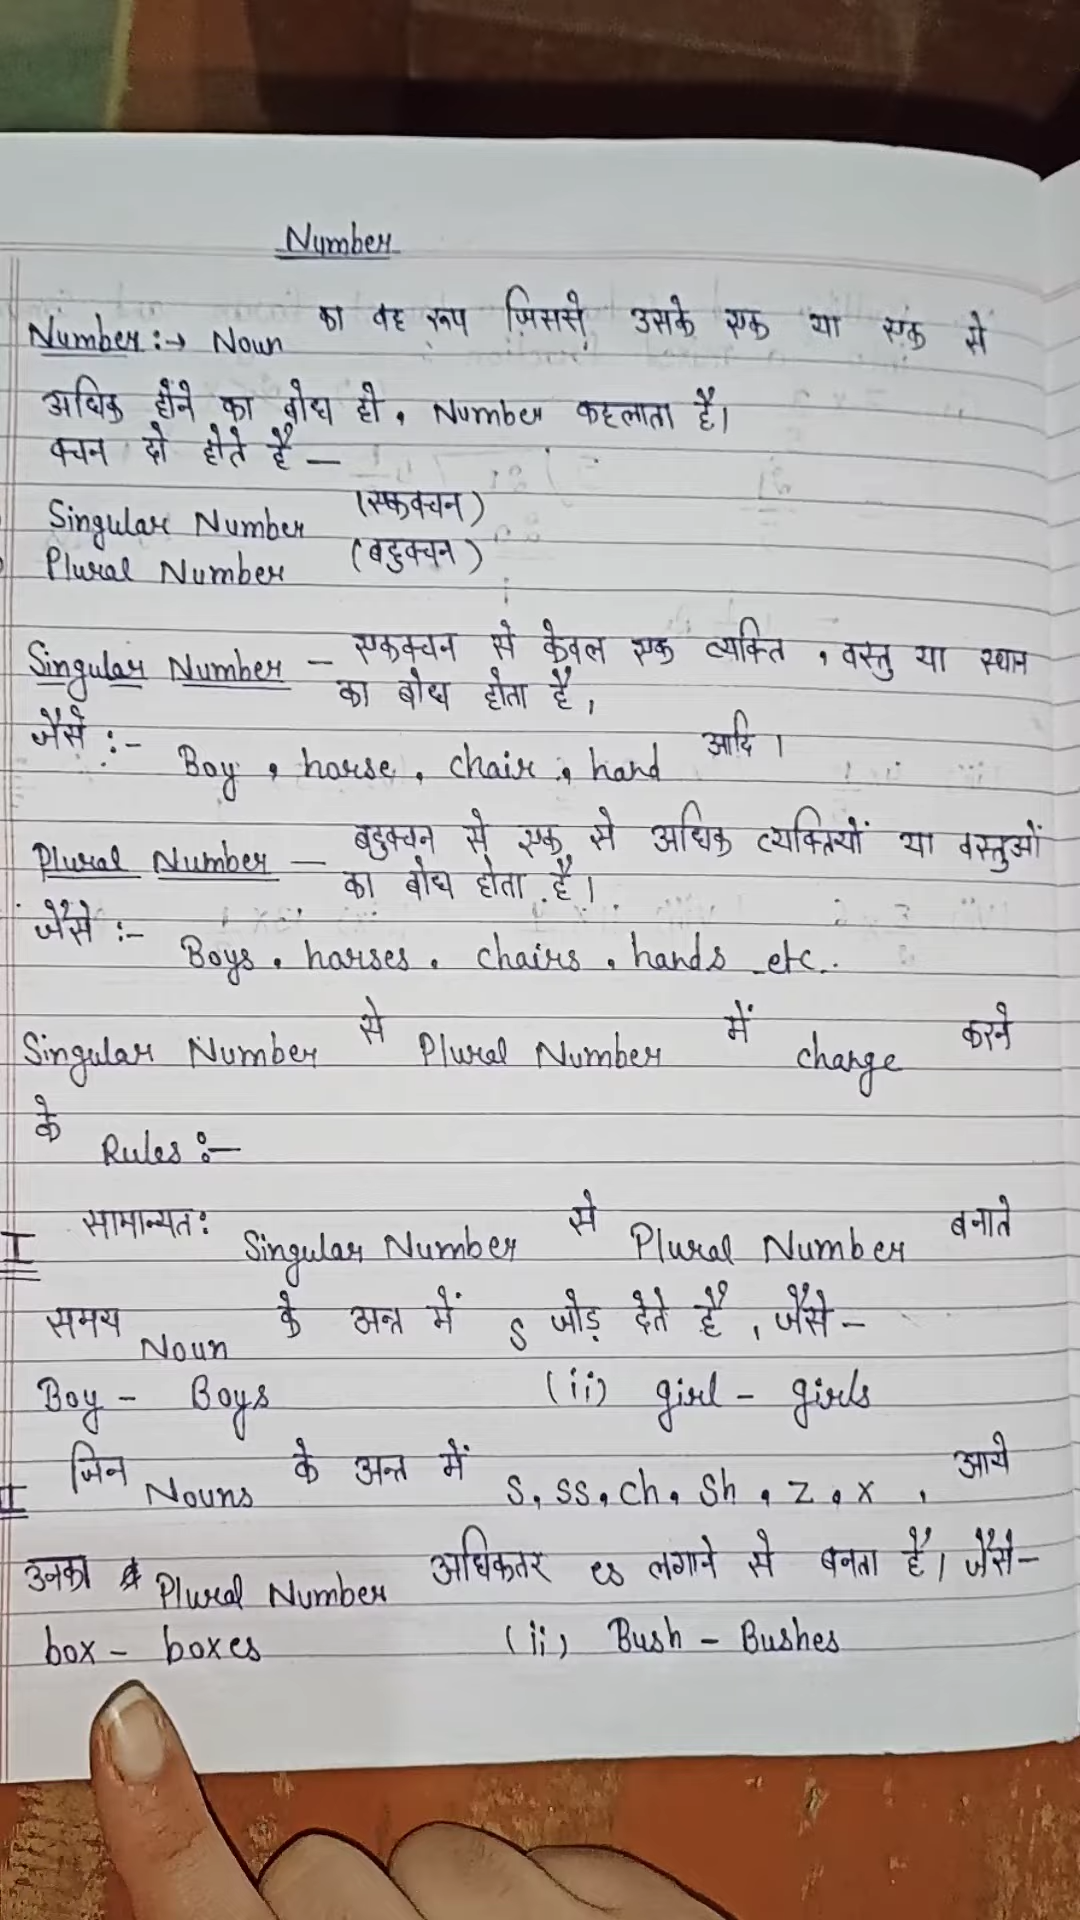 Number
Number :→ Noun का वह रूप जिससे उसके एक या एक से
अधिक होने का बोध हो, Number कहलाता है।
वचन दो होते हैं —
Singular Number (एकवचन)
Plural Number (बहुवचन)
Singular Number — एकवचन से केवल एक व्यक्ति, वस्तु या स्थान
का बोध होता है,
जैसे :- Boy, horse, chair, hand आदि।
Plural Number — बहुवचन से एक से अधिक व्यक्तियों या वस्तुओं
का बोध होता है।
जैसे :- Boys, horses, chairs, hands etc.
Singular Number से Plural Number में change करने
के Rules :-
I सामान्यतः Singular Number से Plural Number बनाते
समय Noun के अन्त में s जोड़ देते हैं, जैसे -
Boy - Boys (ii) girl - girls
I जिन Nouns के अन्त में s, ss, ch, sh, z, x, आये
उनका Plural Number अधिकतर es लगाने से बनता है। जैसे -
box - boxes (ii) Bush - Bushes